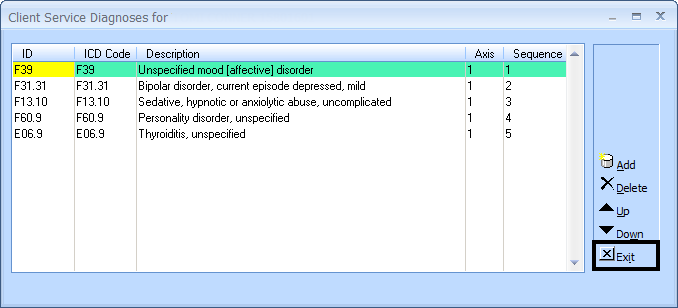 Client Service Diagnoses for
ID ICD Code Description Axis Sequence
F39 F39 Unspecified mood [affective] disorder 1 1
F31.31 F31.31 Bipolar disorder, current episode depressed, mild 1 2
F13.10 F13.10 Sedative, hypnotic or anxiolytic abuse, uncomplicated 1 3
F60.9 F60.9 Personality disorder, unspecified 1 4
E06.9 E06.9 Thyroiditis, unspecified 1 5
Add
Delete
Up
Down
Exit